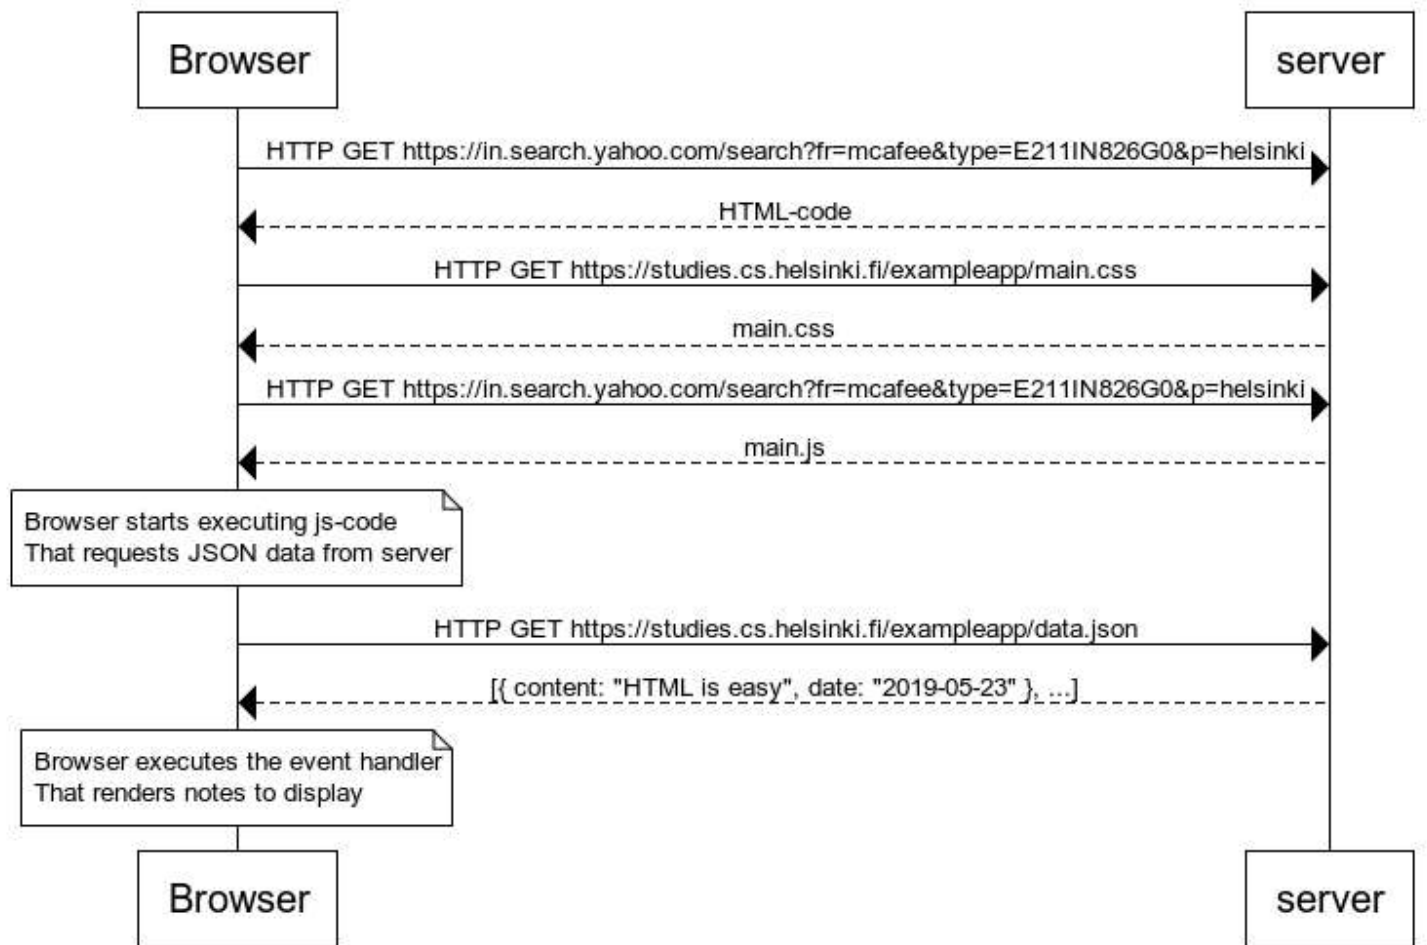 Browser
server
HTTP GET https://in.search.yahoo.com/search?fr=mcafee&type=E211IN826G0&p=helsinki
HTML-code
HTTP GET https://studies.cs.helsinki.fi/exampleapp/main.css
main.css
HTTP GET https://in.search.yahoo.com/search?fr=mcafee&type=E211IN826G0&p=helsinki
main.js
Browser starts executing js-code
That requests JSON data from server
HTTP GET https://studies.cs.helsinki.fi/exampleapp/data.json
[{ content: "HTML is easy", date: "2019-05-23" }, ...]
Browser executes the event handler
That renders notes to display
Browser
server